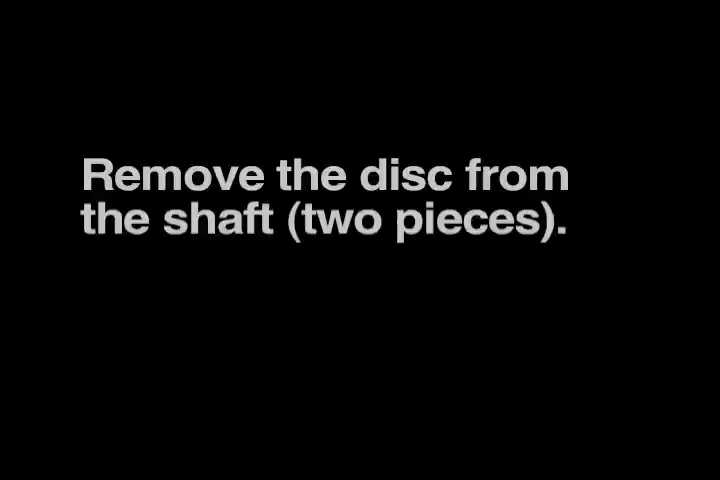 Remove the disc from
the shaft (two pieces).